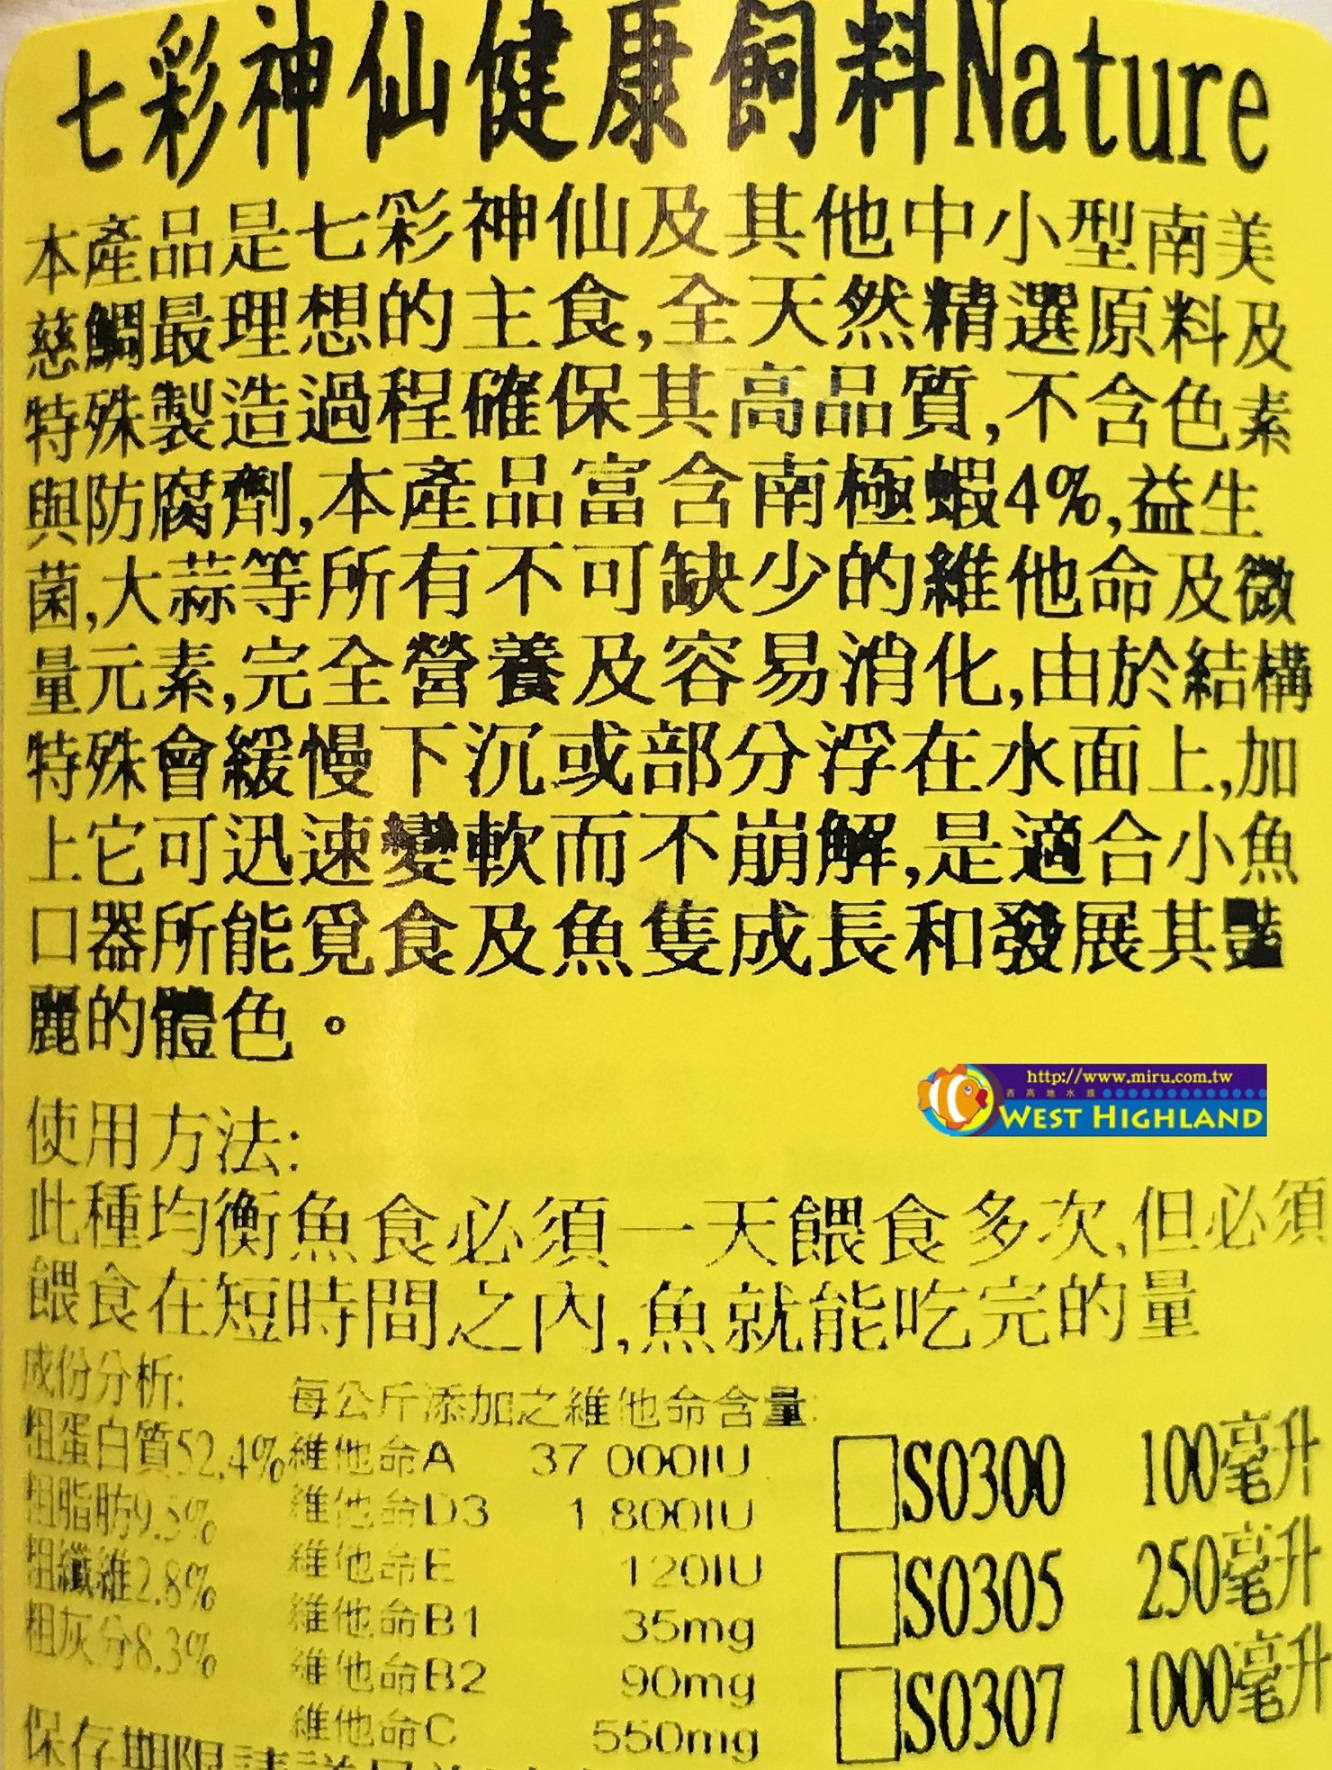 七彩神仙健康飼料Nature
本產品是七彩神仙及其他中小型南美
慈鯛最理想的主食,全天然精選原料及
特殊製造過程確保其高品質,不含色素
與防腐劑,本產品富含南極蝦4%,益生
菌,大蒜等所有不可缺少的維他命及微
量元素,完全營養及容易消化,由於結構
特殊會緩慢下沉或部分浮在水面上,加
上它可迅速變軟而不崩解,是適合小魚
口器所能覓食及魚隻成長和發展其豔
麗的體色。
http://www.miru.com.tw
西高地水族
WEST HIGHLAND
使用方法:
此種均衡魚食必須一天餵食多次,但必須
餵食在短時間之內,魚就能吃完的量
成份分析:
粗蛋白質52.4%
粗脂肪9.5%
粗纖維2.8%
粗灰分8.3%
每公斤添加之維他命含量:
維他命A 37 000IU
維他命D3 1 800IU
維他命E 120IU
維他命B1 35mg
維他命B2 90mg
維他命C 550mg
S0300 100毫升
S0305 250毫升
S0307 1000毫升
保存期限請